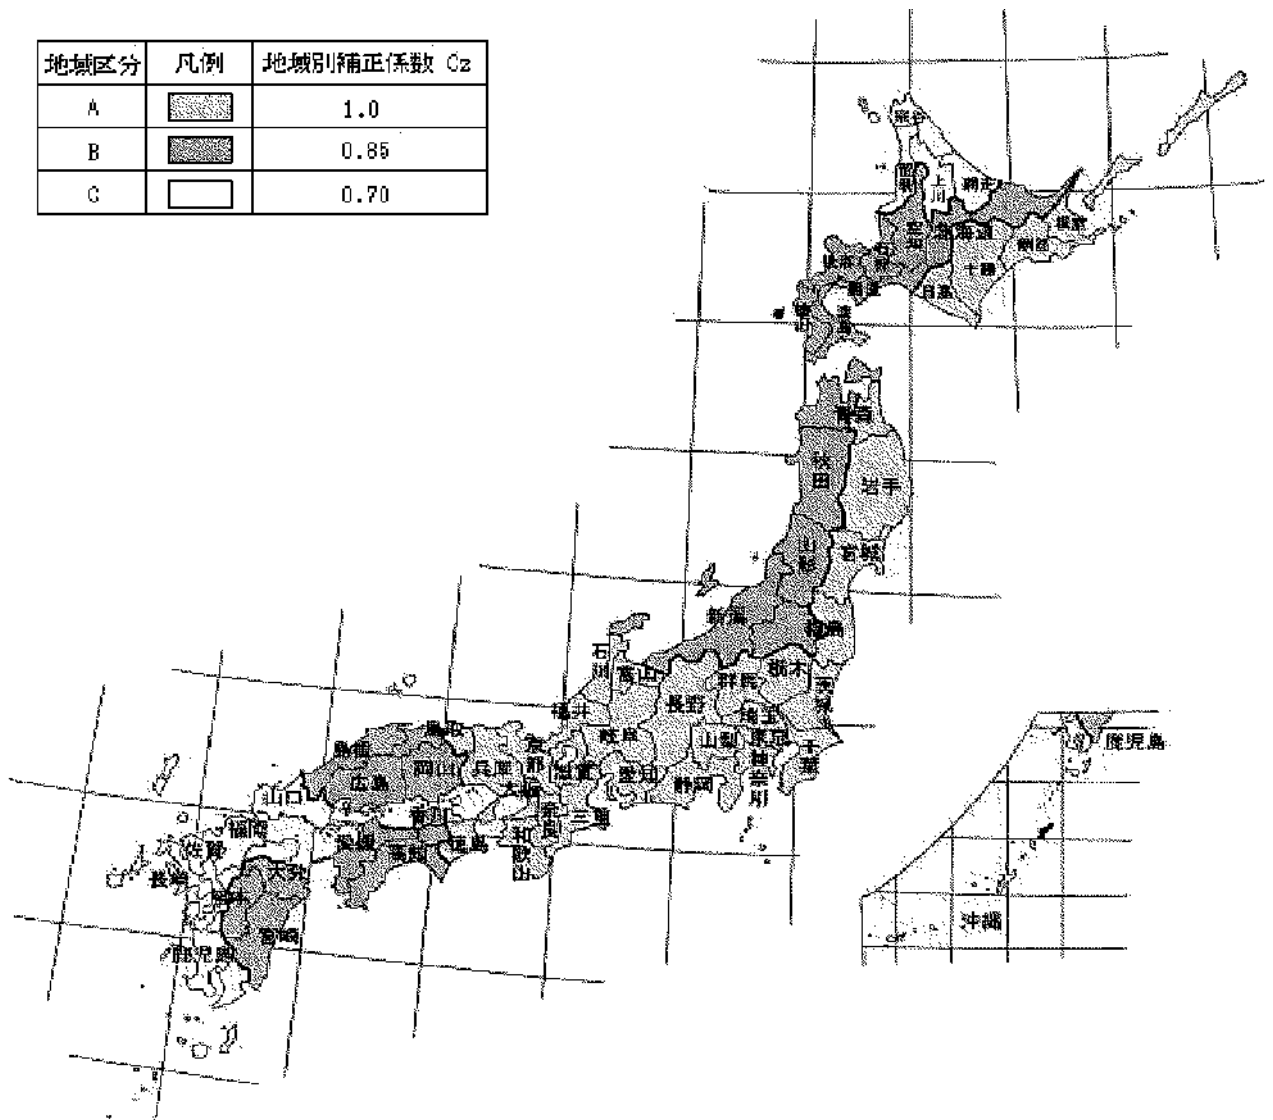 地域区分 凡例 地域別補正係数 Cz
A 1.0
B 0.85
C 0.70
宗谷
留萌
上川
網走
北海道
空知
根室
釧路
石狩
十勝
後志
胆振
日高
檜山
渡島
青森
秋田
岩手
山形
宮城
新潟
福島
石川
富山
栃木
群馬
茨城
長野
福井
埼玉
岐阜
山梨
東京
千葉
神奈川
鳥取
島根
京都
滋賀
愛知
静岡
岡山
兵庫
広島
大阪
山口
奈良
三重
香川
福岡
愛媛
高知
徳島
和歌山
佐賀
長崎
大分
熊本
宮崎
鹿児島
鹿児島
沖縄